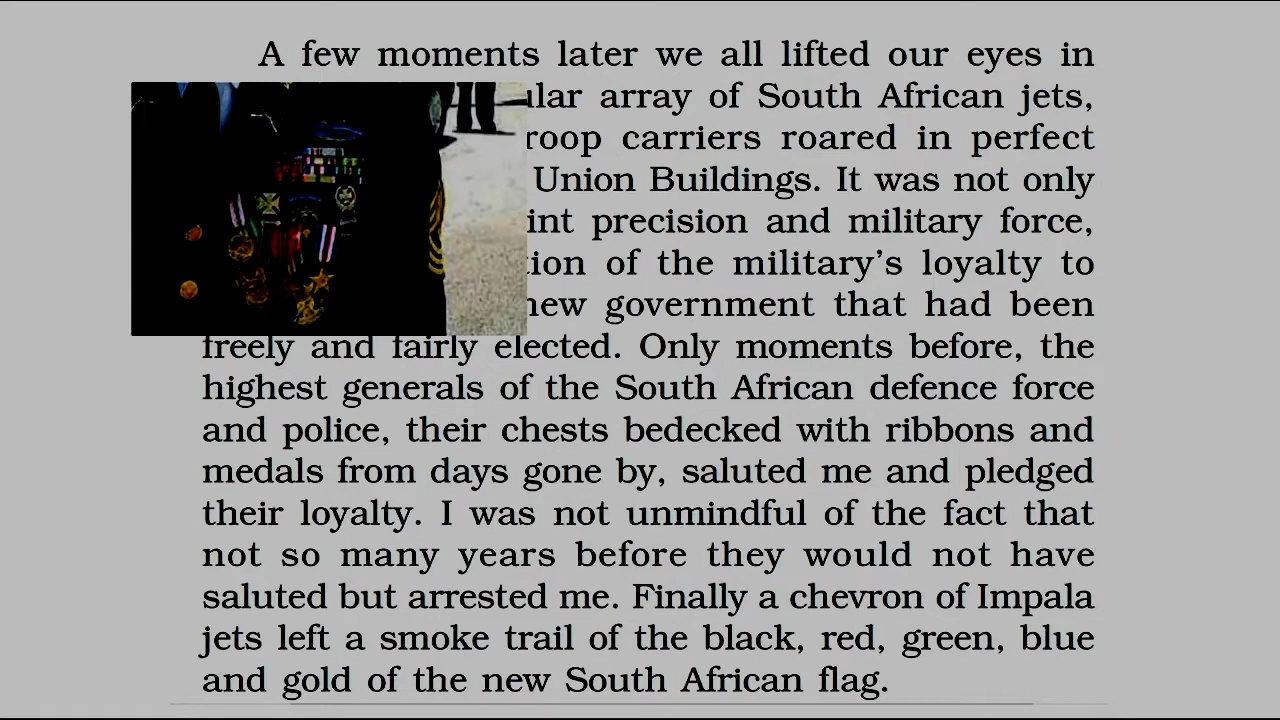 A few moments later we all lifted our eyes in
array of South African jets,
carriers roared in perfect
Union Buildings. It was not only
precision and military force,
of the military’s loyalty to
government that had been
freely and fairly elected. Only moments before, the
highest generals of the South African defence force
and police, their chests bedecked with ribbons and
medals from days gone by, saluted me and pledged
their loyalty. I was not unmindful of the fact that
not so many years before they would not have
saluted but arrested me. Finally a chevron of Impala
jets left a smoke trail of the black, red, green, blue
and gold of the new South African flag.